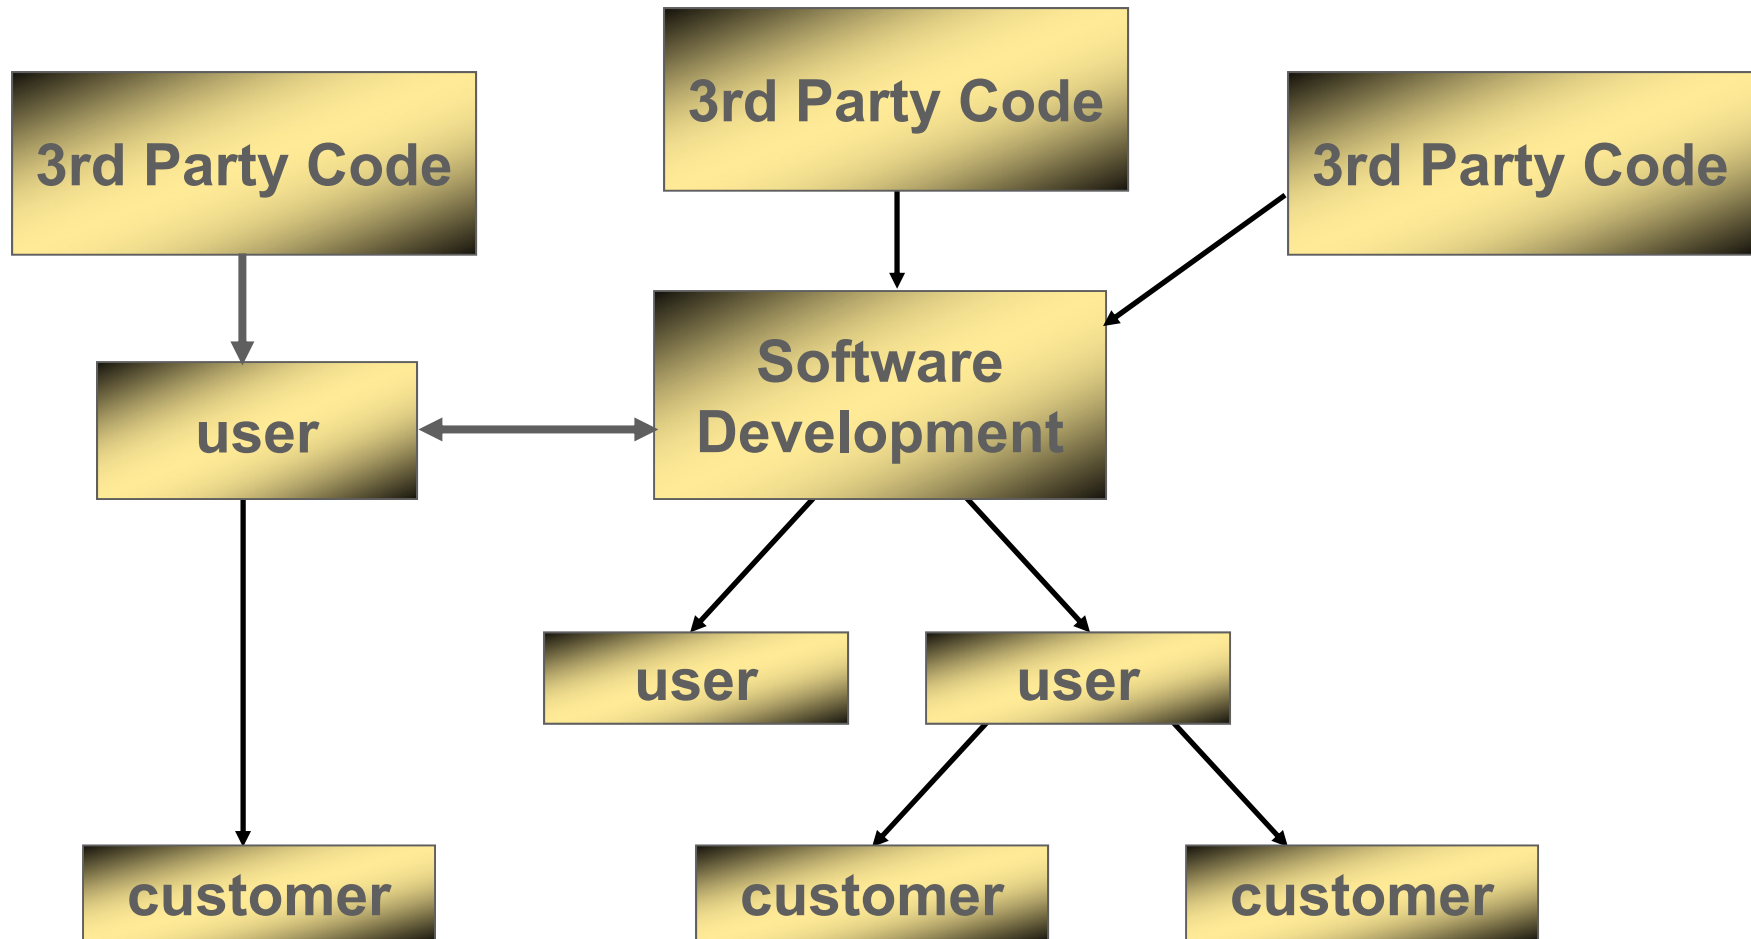 3rd Party Code
3rd Party Code
3rd Party Code
Software
Development
user
user
user
customer
customer
customer